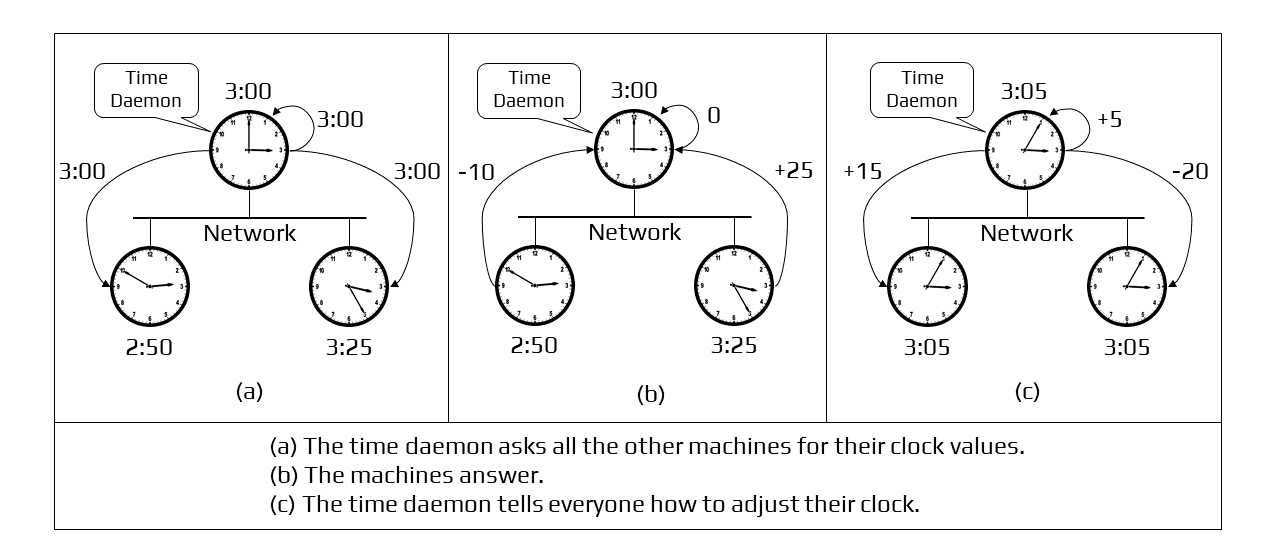 Time
Daemon
3:00
3:00
3:00
3:00
Network
2:50
3:25
(a)
Time
Daemon
3:00
0
-10
+25
Network
2:50
3:25
(b)
Time
Daemon
3:05
+5
+15
-20
Network
3:05
3:05
(c)
(a) The time daemon asks all the other machines for their clock values.
(b) The machines answer.
(c) The time daemon tells everyone how to adjust their clock.